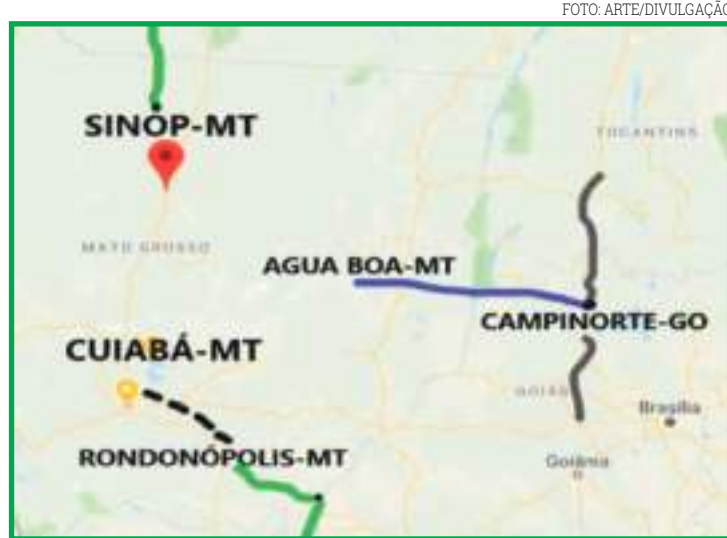 FOTO: ARTE/DIVULGAÇÃO
SINOP-MT
TOCANTINS
MATO GROSSO
AGUA BOA-MT
CAMPINORTE-GO
CUIABÁ-MT
GOIÁS
Brasília
RONDONÓPOLIS-MT
Goiânia